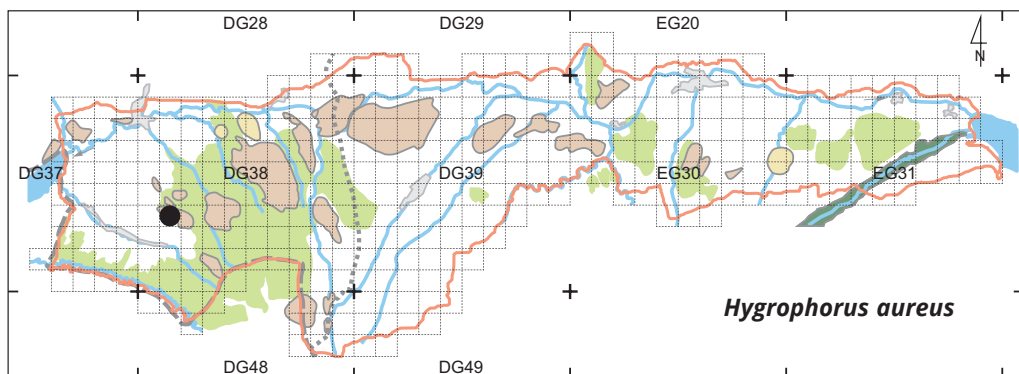 DG28 DG29 EG20
N
DG37 DG38 DG39 EG30 EG31
Hygrophorus aureus
DG48 DG49